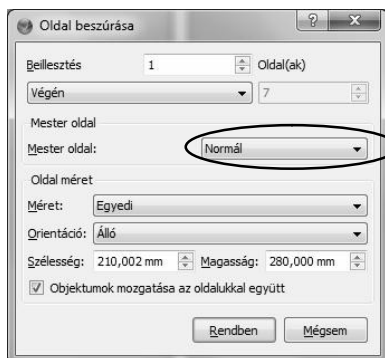 Oldal beszúrása
Beillesztés 1 Oldal(ak)
Végén 7
Mester oldal
Mester oldal: Normál
Oldal méret
Méret: Egyedi
Orientáció: Álló
Szélesség: 210,002 mm Magasság: 280,000 mm
Objektumok mozgatása az oldalukkal együtt
Rendben Mégsem